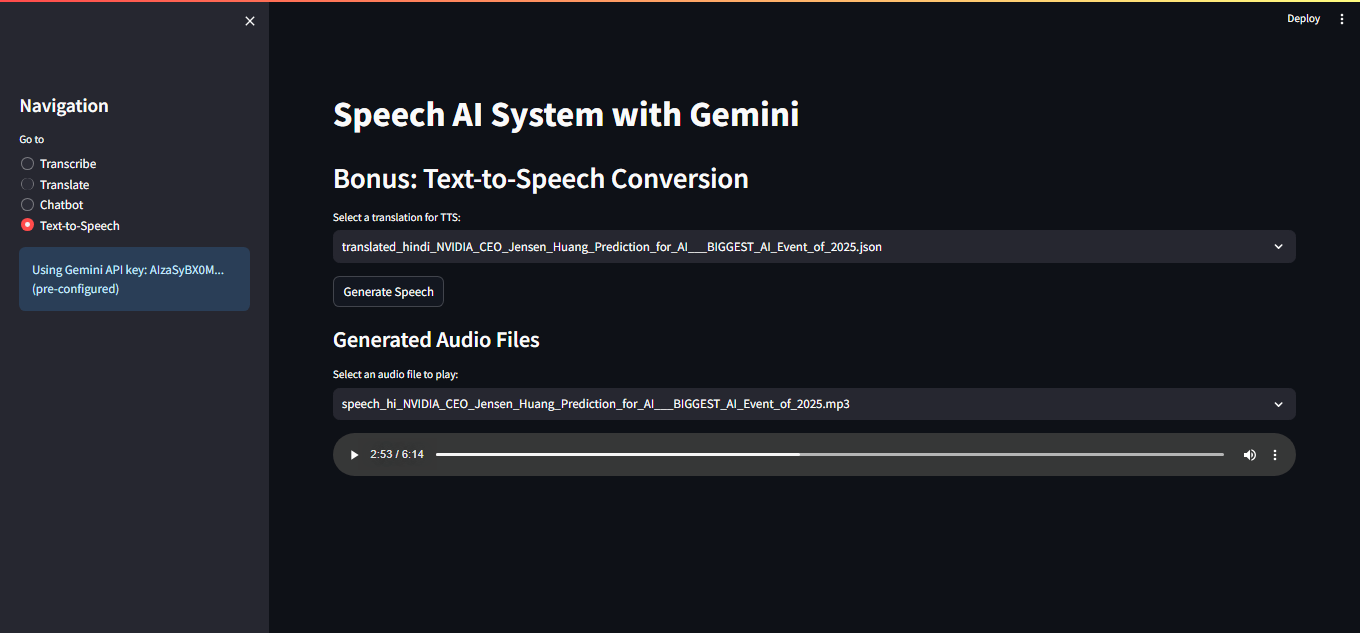 Deploy
Navigation
Go to
Transcribe
Translate
Chatbot
Text-to-Speech
Using Gemini API key: AIzaSyBX0M...
(pre-configured)
Speech AI System with Gemini
Bonus: Text-to-Speech Conversion
Select a translation for TTS:
translated_hindi_NVIDIA_CEO_Jensen_Huang_Prediction_for_AI___BIGGEST_AI_Event_of_2025.json
Generate Speech
Generated Audio Files
Select an audio file to play:
speech_hi_NVIDIA_CEO_Jensen_Huang_Prediction_for_AI___BIGGEST_AI_Event_of_2025.mp3
2:53 / 6:14